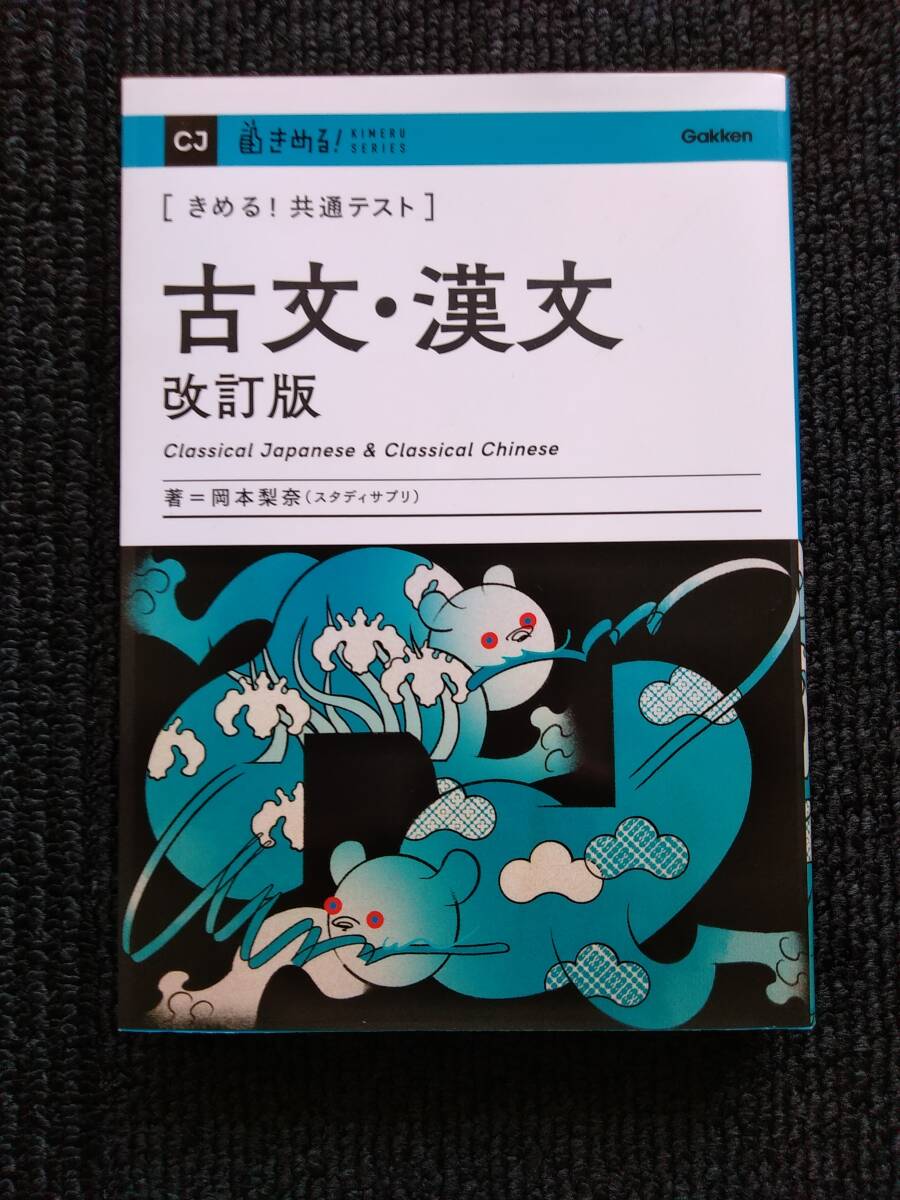 CJ
きめる! KIMERU SERIES
Gakken
[ きめる! 共通テスト ]
古文・漢文
改訂版
Classical Japanese & Classical Chinese
著=岡本梨奈(スタディサプリ)